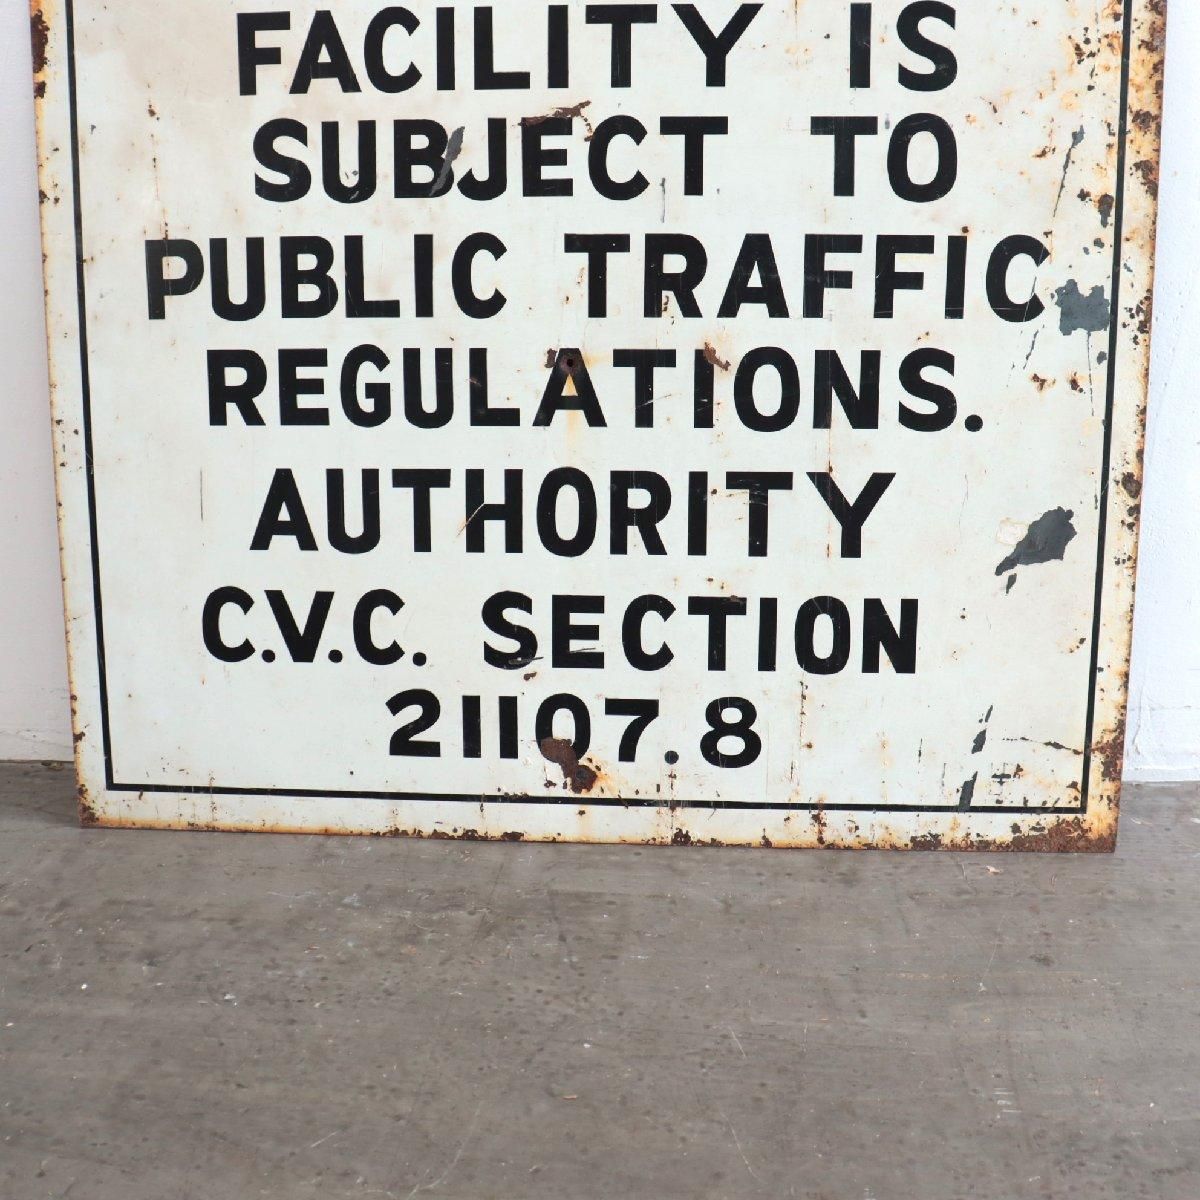 FACILITY IS
SUBJECT TO
PUBLIC TRAFFIC
REGULATIONS.
AUTHORITY
C.V.C. SECTION
21107.8